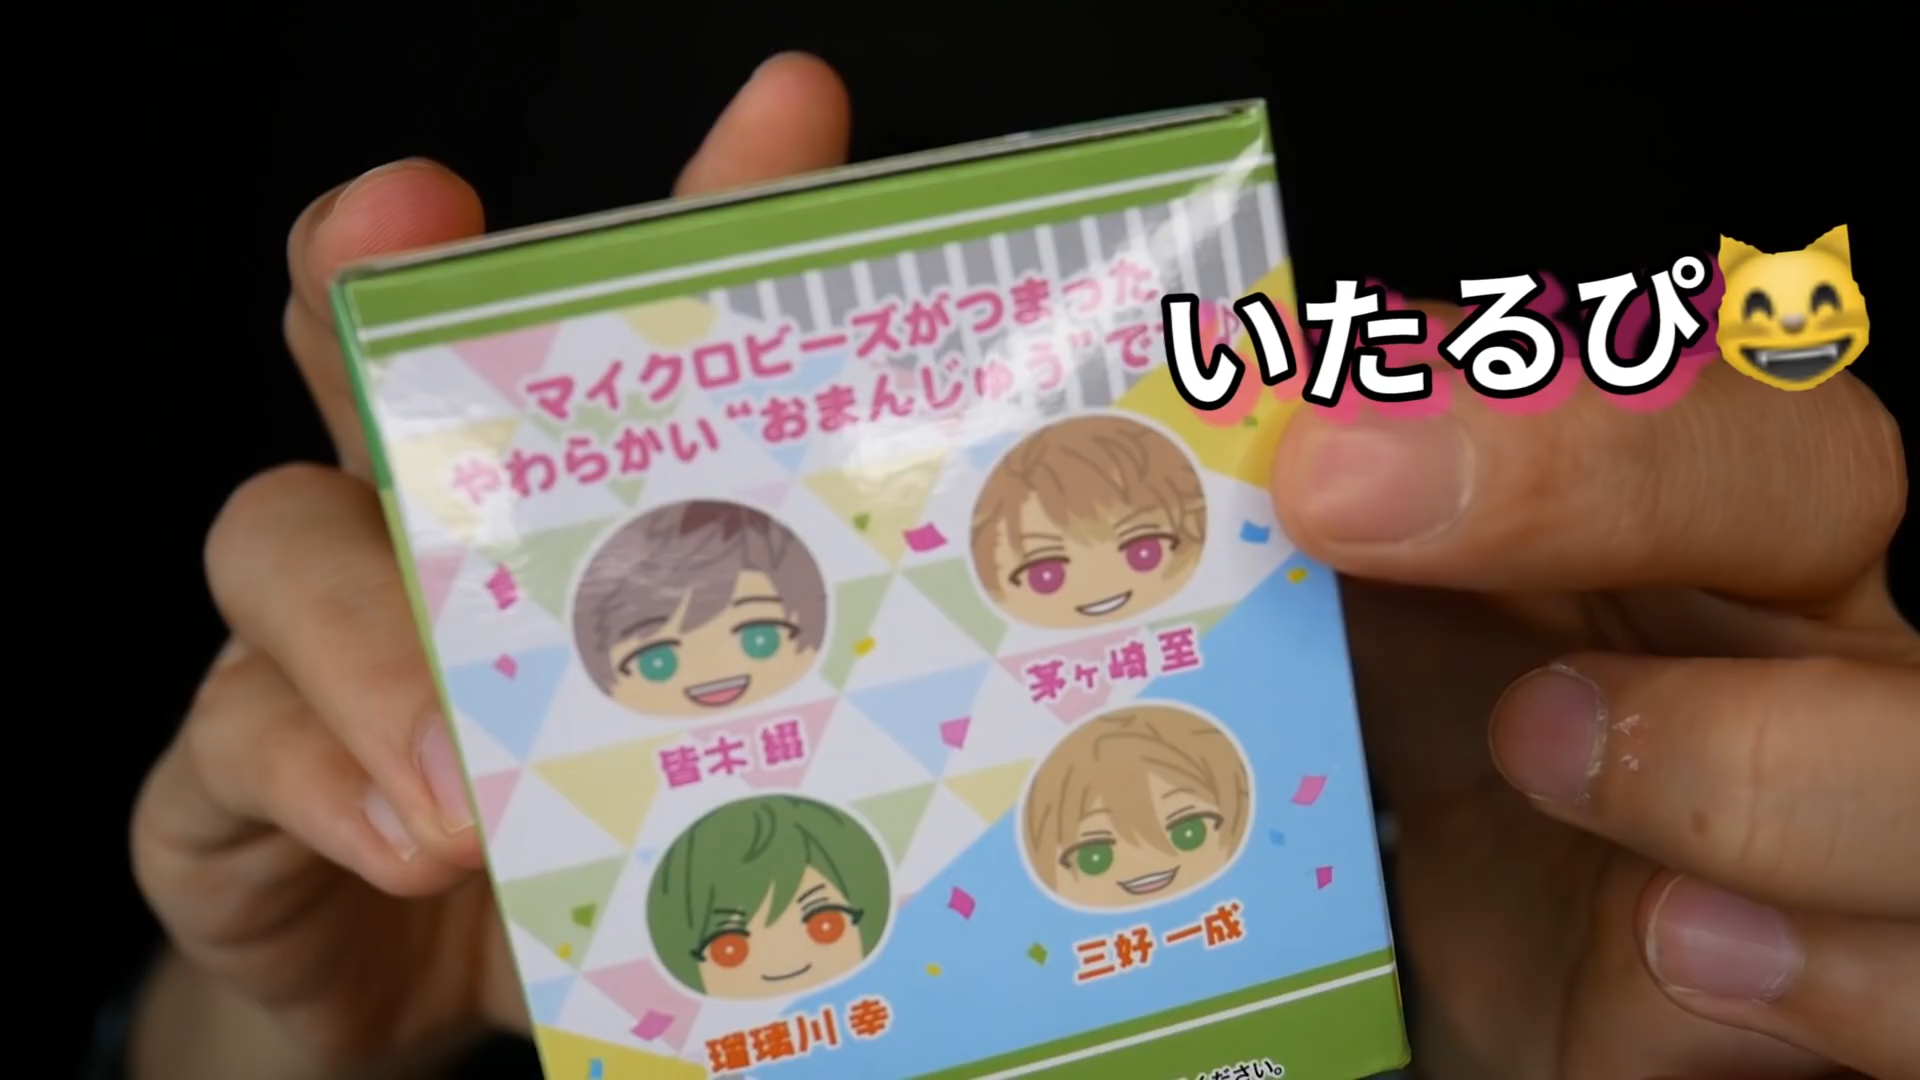 マイクロビーズがつまった
やわらかい“おまんじゅう”で
いたるぴ😸
茅ヶ崎 至
皆木 綴
三好 一成
瑠璃川 幸
ください。